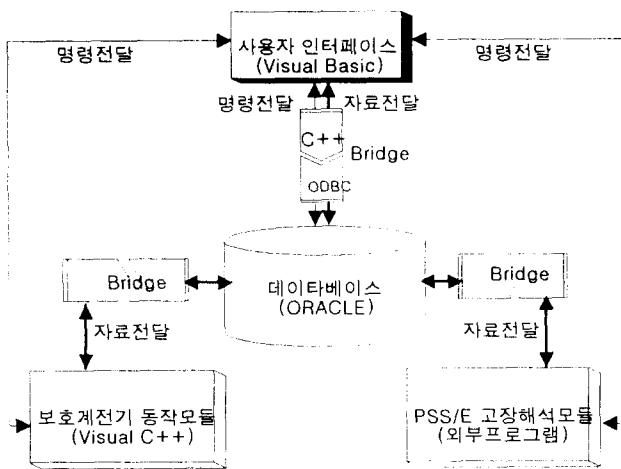 명령전달
사용자 인터페이스
(Visual Basic)
명령전달
명령전달
자료전달
C++
Bridge
ODBC
Bridge
데이타베이스
(ORACLE)
Bridge
자료전달
자료전달
보호계전기 동작모듈
(Visual C++)
PSS/E 고장해석모듈
(외부프로그램)